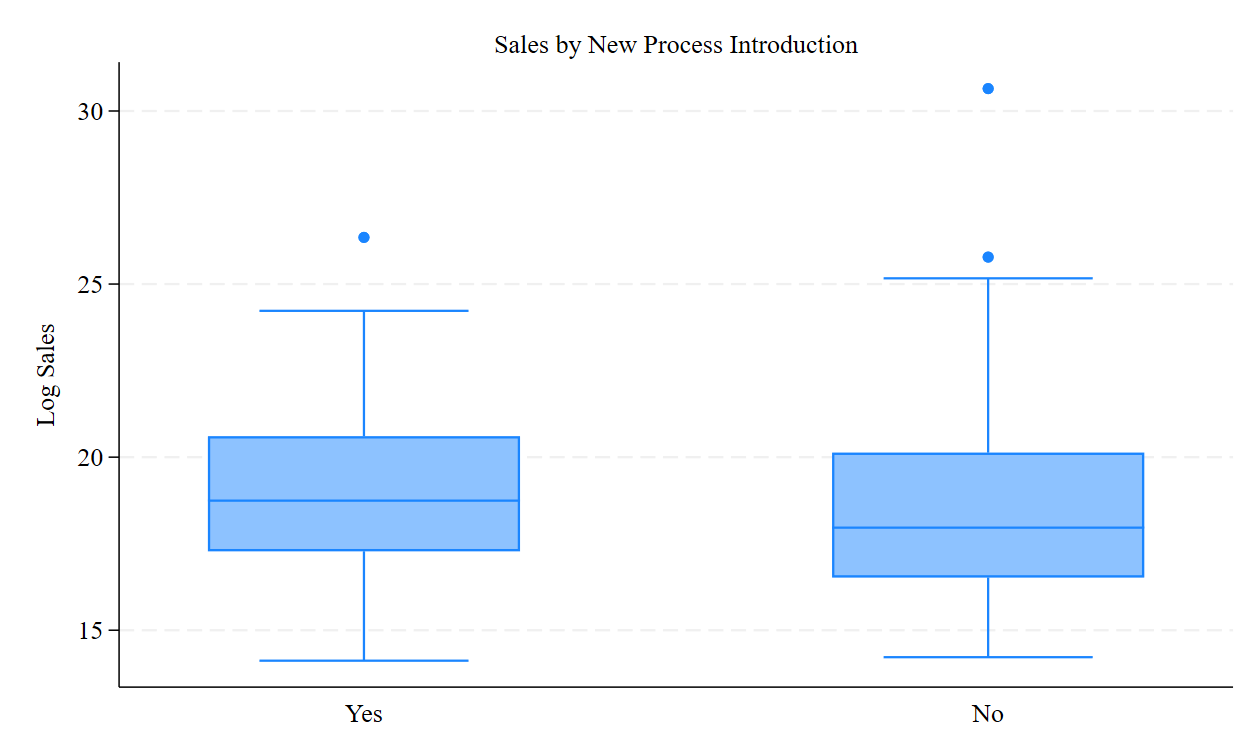 Sales by New Process Introduction
Log Sales
30
25
20
15
Yes
No